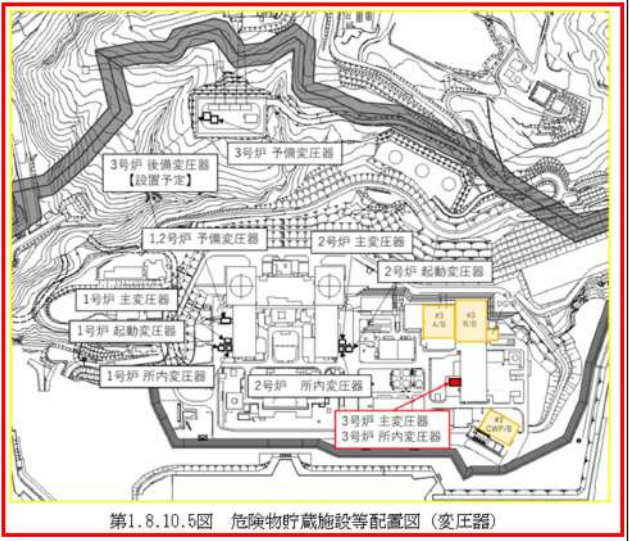 3号炉 予備変圧器
3号炉 後備変圧器
【設置予定】
1,2号炉 予備変圧器
2号炉 主変圧器
2号炉 起動変圧器
1号炉 主変圧器
1号炉 起動変圧器
#3
A/B
#3
R/B
1号炉 所内変圧器
2号炉 所内変圧器
3号炉 主変圧器
3号炉 所内変圧器
#3
CWP/B
第1.8.10.5図 危険物貯蔵施設等配置図(変圧器)